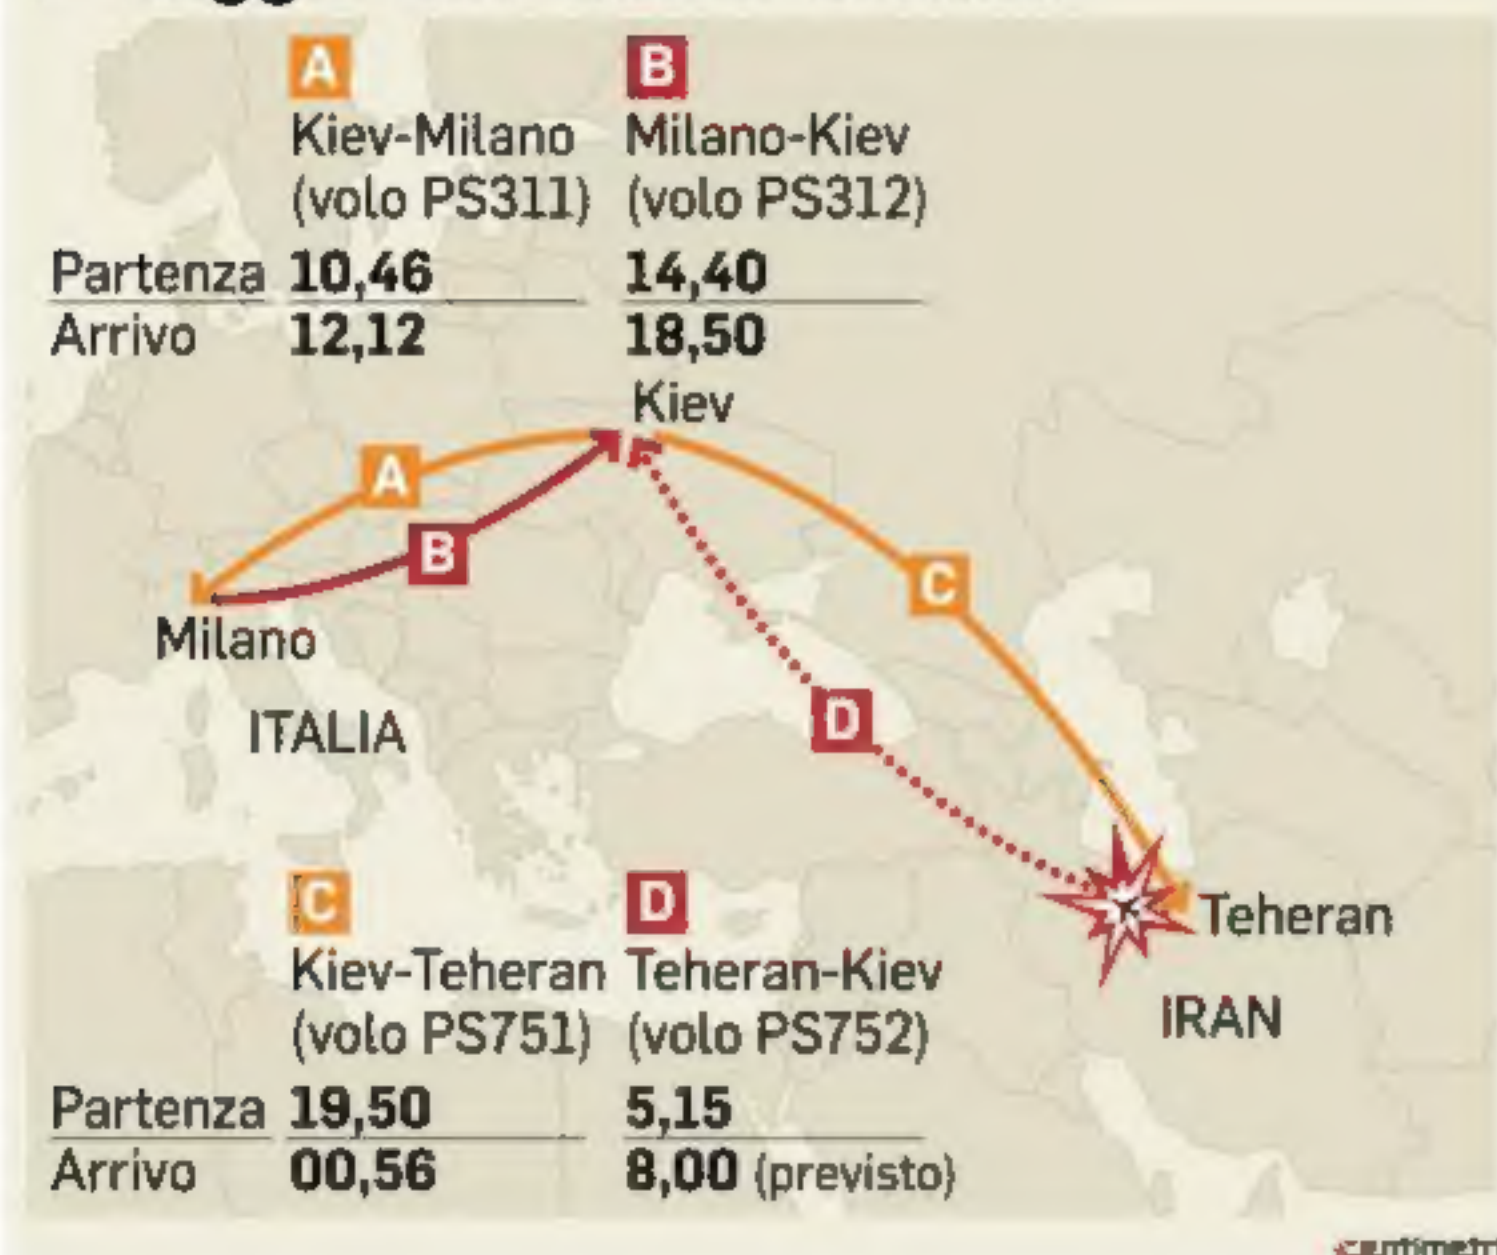 A
B
Kiev-Milano
Milano-Kiev
(volo PS311)
(volo PS312)
Partenza 10,46
14,40
Arrivo 12,12
18,50
Kiev
A
B
Milano
ITALIA
C
D
Teheran
IRAN
C
D
Kiev-Teheran
Teheran-Kiev
(volo PS751)
(volo PS752)
Partenza 19,50
5,15
Arrivo 00,56
8,00 (previsto)